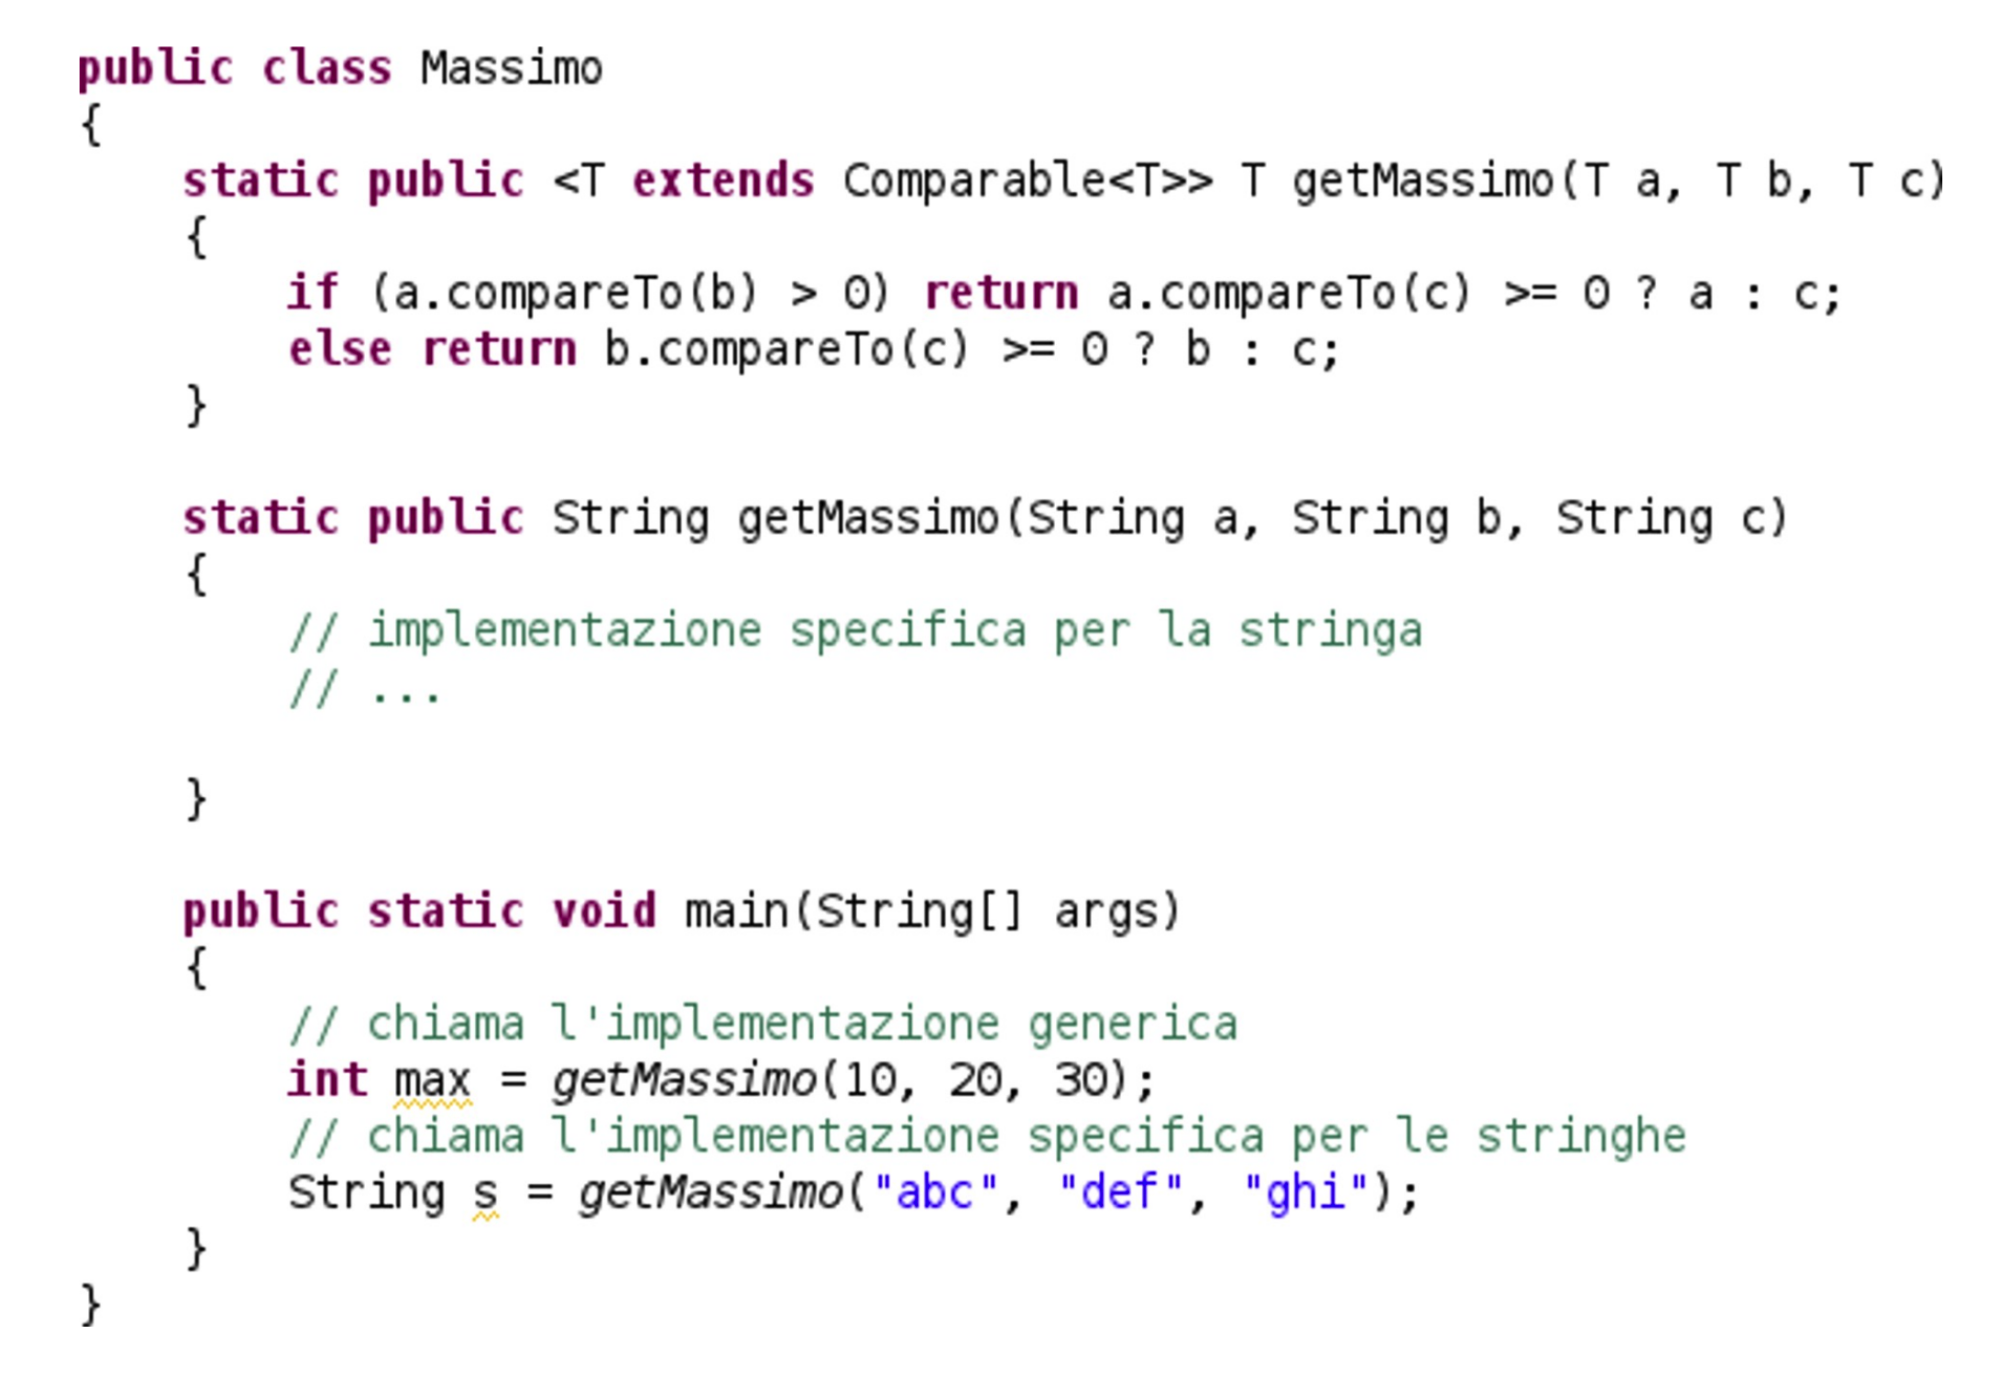 public class Massimo
{
    static public <T extends Comparable<T>> T getMassimo(T a, T b, T c)
    {
        if (a.compareTo(b) > 0) return a.compareTo(c) >= 0 ? a : c;
        else return b.compareTo(c) >= 0 ? b : c;
    }

    static public String getMassimo(String a, String b, String c)
    {
        // implementazione specifica per la stringa
        // ...

    }

    public static void main(String[] args)
    {
        // chiama l'implementazione generica
        int max = getMassimo(10, 20, 30);
        // chiama l'implementazione specifica per le stringhe
        String s = getMassimo("abc", "def", "ghi");
    }
}